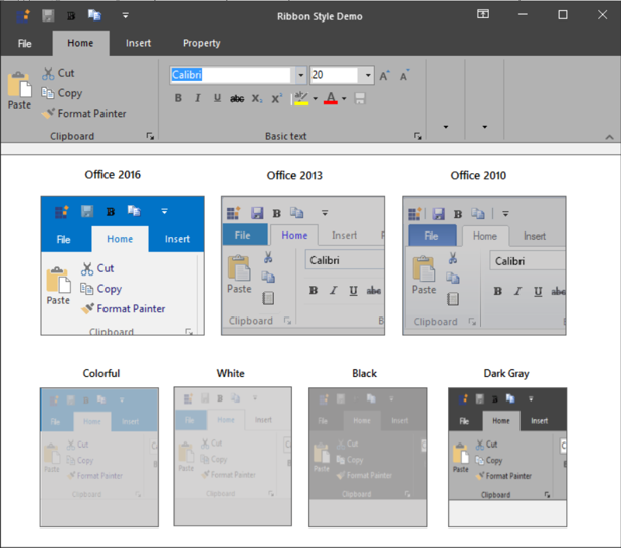 B Ribbon Style Demo
File Home Insert Property
Paste Cut Copy Format Painter
Clipboard
Calibri 20 A A
B I U abc X₂ X² A
Basic text
Office 2016 Office 2013 Office 2010
B
File Home Insert
Paste Cut
Copy
Format Painter
Clipboard
B
File Home Insert
Paste
Calibri
B I U abc
Clipboard B
B
File Home Insert
Paste
Calibri
B I U abc
Clipboard
Colorful White Black Dark Gray
File Home Insert
Paste Cut
Copy
Format Painter
Clipboard
File Home Insert
Paste Cut
Copy
Format Painter
Clipboard
File Home Insert
Paste Cut
Copy
Format Painter
Clipboard
File Home Insert
Paste Cut
Copy
Format Painter
Clipboard